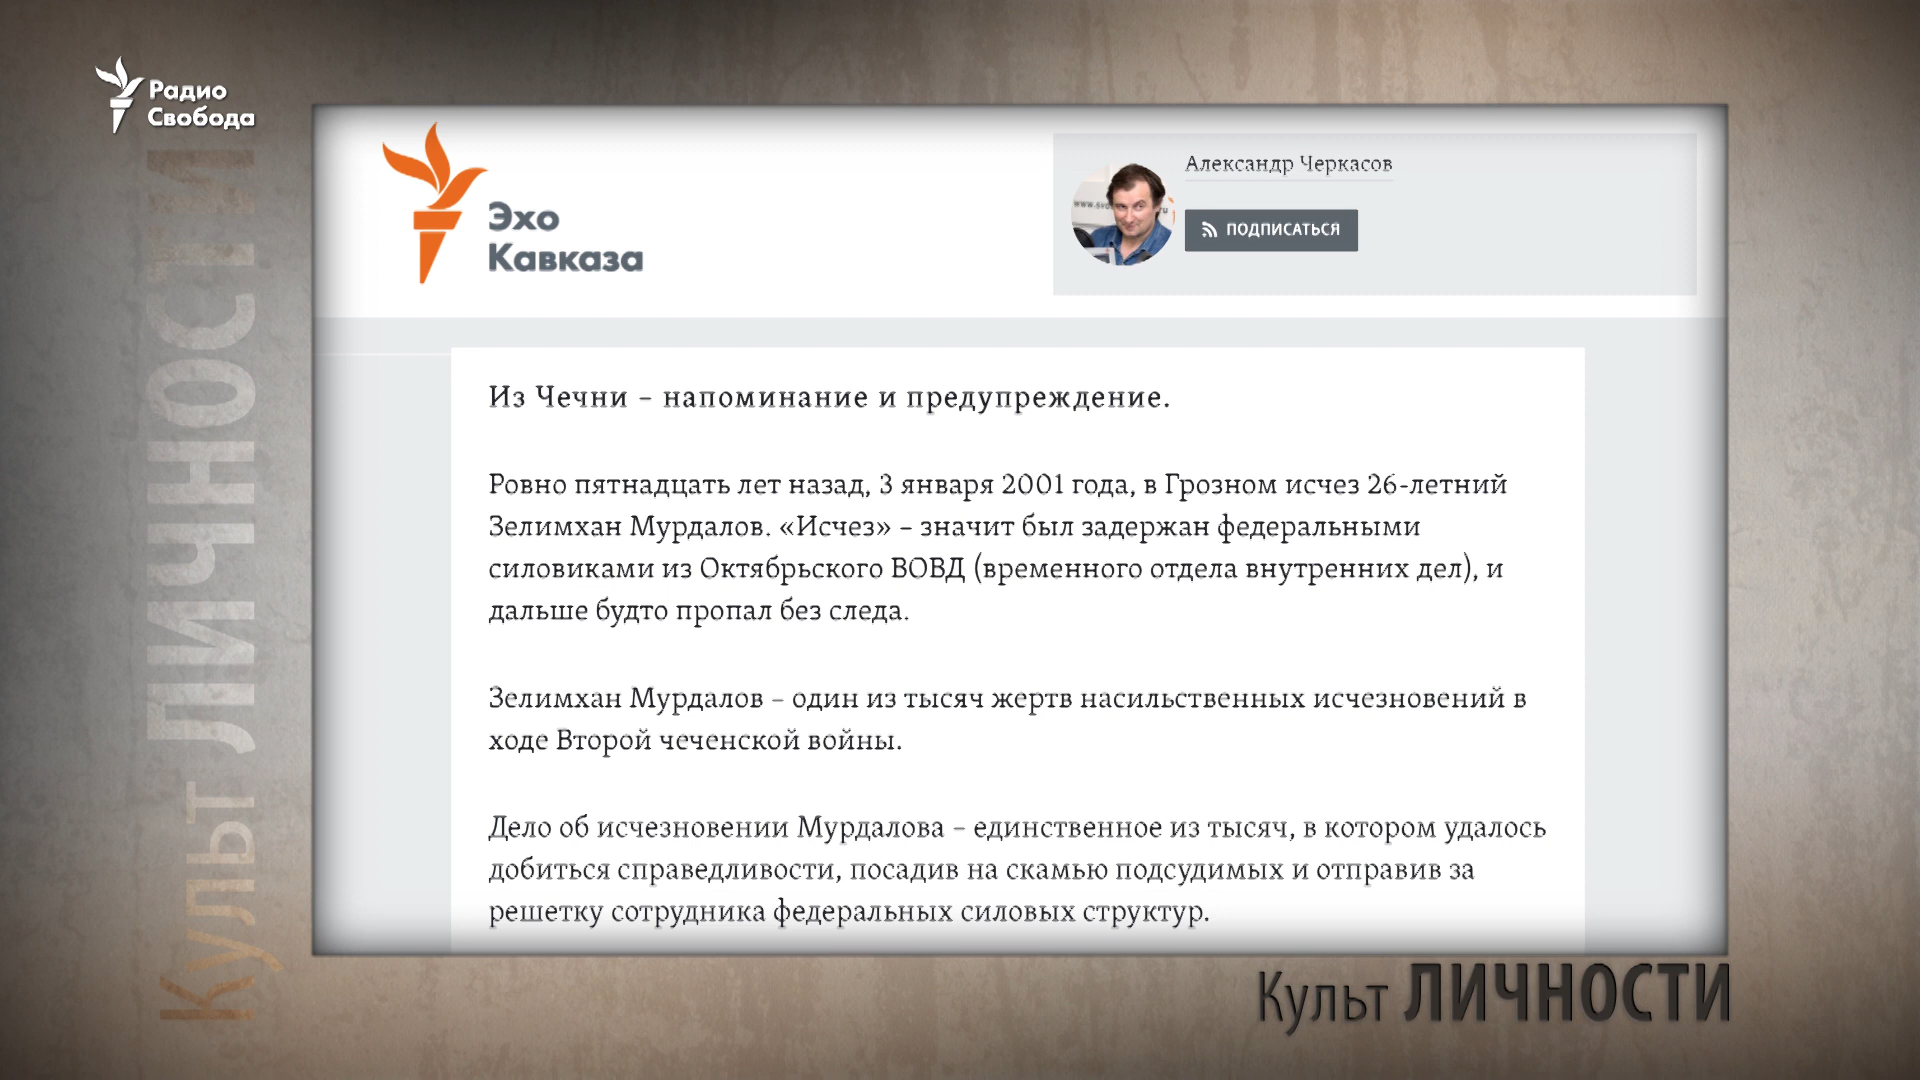 Радио
Свобода
Культ ЛИЧНОСТИ
Эхо
Кавказа
Александр Черкасов
ПОДПИСАТЬСЯ
Из Чечни – напоминание и предупреждение.
Ровно пятнадцать лет назад, 3 января 2001 года, в Грозном исчез 26-летний
Зелимхан Мурдалов. «Исчез» – значит был задержан федеральными
силовиками из Октябрьского ВОВД (временного отдела внутренних дел), и
дальше будто пропал без следа.
Зелимхан Мурдалов – один из тысяч жертв насильственных исчезновений в
ходе Второй чеченской войны.
Дело об исчезновении Мурдалова – единственное из тысяч, в котором удалось
добиться справедливости, посадив на скамью подсудимых и отправив за
решетку сотрудника федеральных силовых структур.
Культ ЛИЧНОСТИ